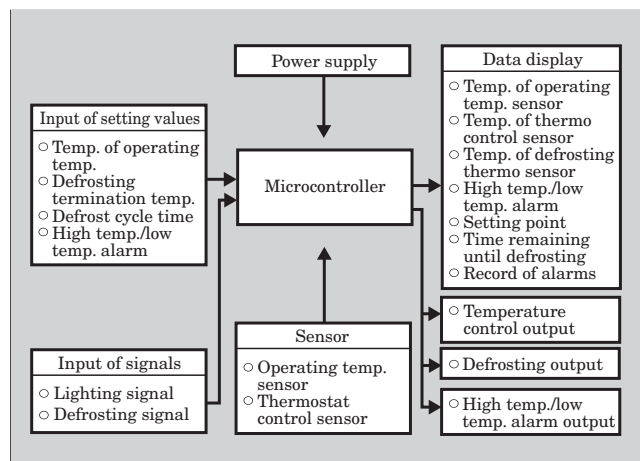 Power supply
Data display
○ Temp. of operating
temp. sensor
○ Temp. of thermo
control sensor
○ Temp. of defrosting
thermo sensor
○ High temp./low
temp. alarm
○ Setting point
○ Time remaining
until defrosting
○ Record of alarms
Input of setting values
○ Temp. of operating
temp.
○ Defrosting
termination temp.
○ Defrost cycle time
○ High temp./low
temp. alarm
Microcontroller
Input of signals
○ Lighting signal
○ Defrosting signal
Sensor
○ Operating temp.
sensor
○ Thermostat
control sensor
○ Temperature
control output
○ Defrosting output
○ High temp./low
temp. alarm output